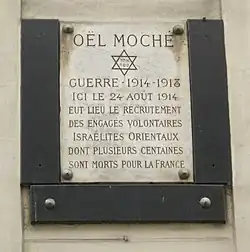 OËL MOCHÉ
GUERRE-1914-1918
ICI LE 24 AOÛT 1914
EUT LIEU LE RECRUTEMENT
DES ENGAGÉS VOLONTAIRES
ISRAÉLITES ORIENTAUX
DONT PLUSIEURS CENTAINES
SONT MORTS POUR LA FRANCE